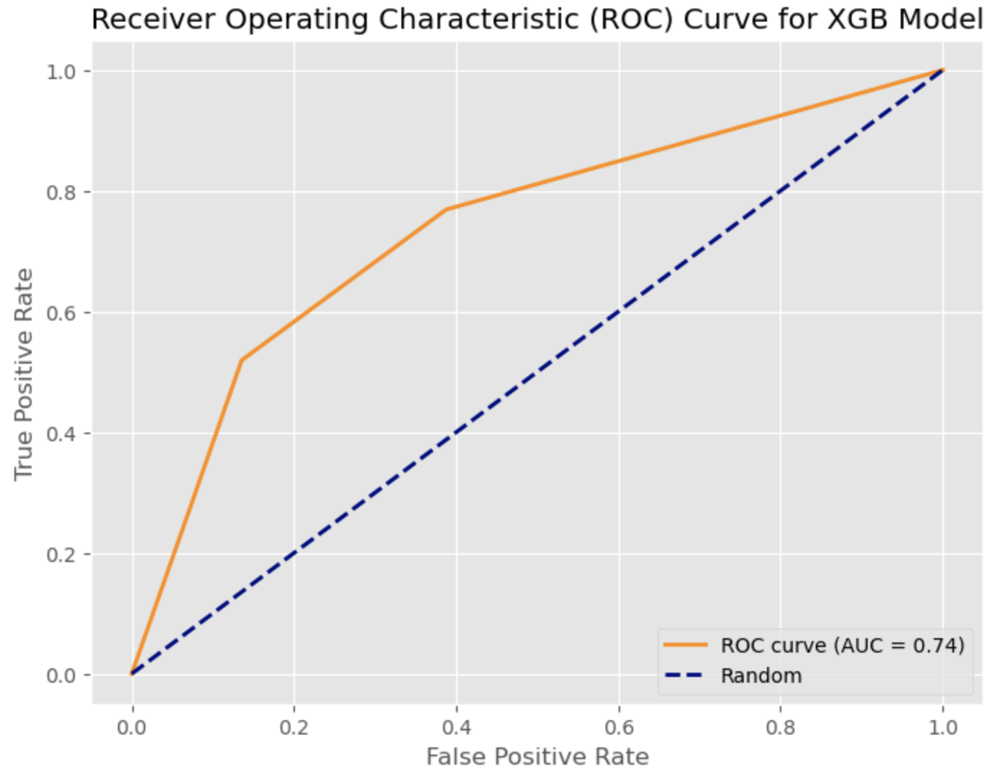 Receiver Operating Characteristic (ROC) Curve for XGB Model
1.0
0.8
0.6
0.4
0.2
0.0
True Positive Rate
0.0 0.2 0.4 0.6 0.8 1.0
False Positive Rate
ROC curve (AUC = 0.74)
Random